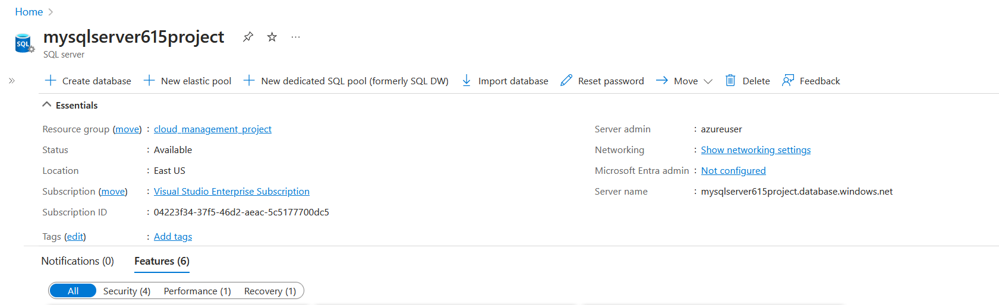 Home
mysqlserver615project
SQL
SQL server
Create database New elastic pool New dedicated SQL pool (formerly SQL DW) Import database Reset password Move Delete Feedback
Essentials
Resource group (move) : cloud_management_project
Status : Available
Location : East US
Subscription (move) : Visual Studio Enterprise Subscription
Subscription ID : 04223f34-37f5-46d2-aeac-5c5177700dc5
Tags (edit) : Add tags
Server admin : azureuser
Networking : Show networking settings
Microsoft Entra admin : Not configured
Server name : mysqlserver615project.database.windows.net
Notifications (0) Features (6)
All Security (4) Performance (1) Recovery (1)